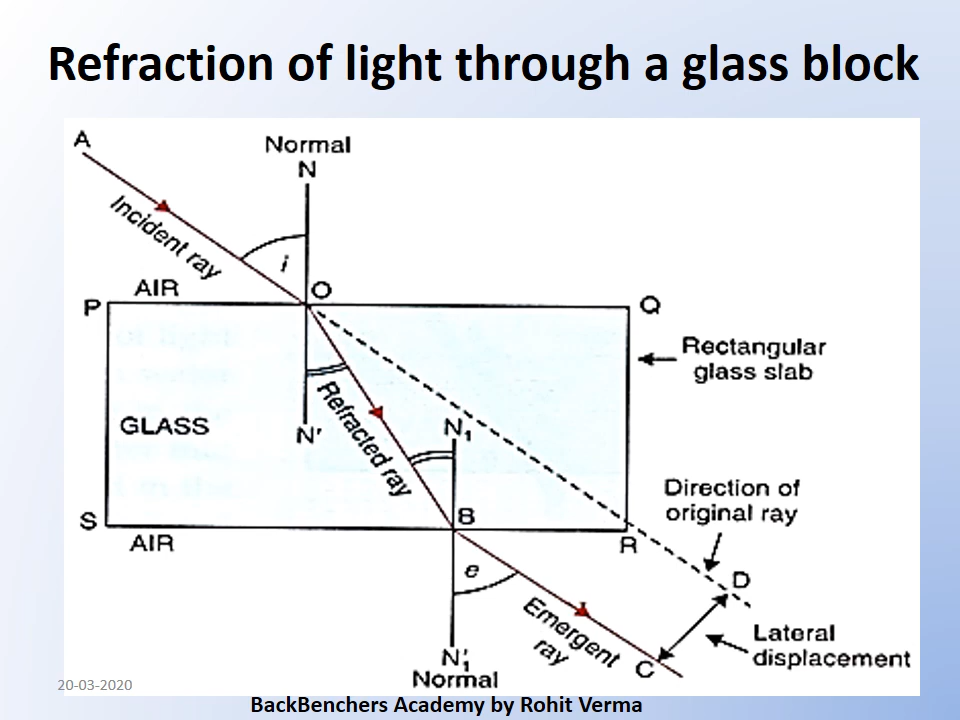 Refraction of light through a glass block
A
Normal
N
Incident ray
i
AIR
O
P
Q
Rectangular
glass slab
GLASS
N'
Refracted ray
N₁
S
B
AIR
R
Direction of
original ray
e
D
Emergent
ray
Lateral
displacement
C
N₁'
Normal
20-03-2020
BackBenchers Academy by Rohit Verma